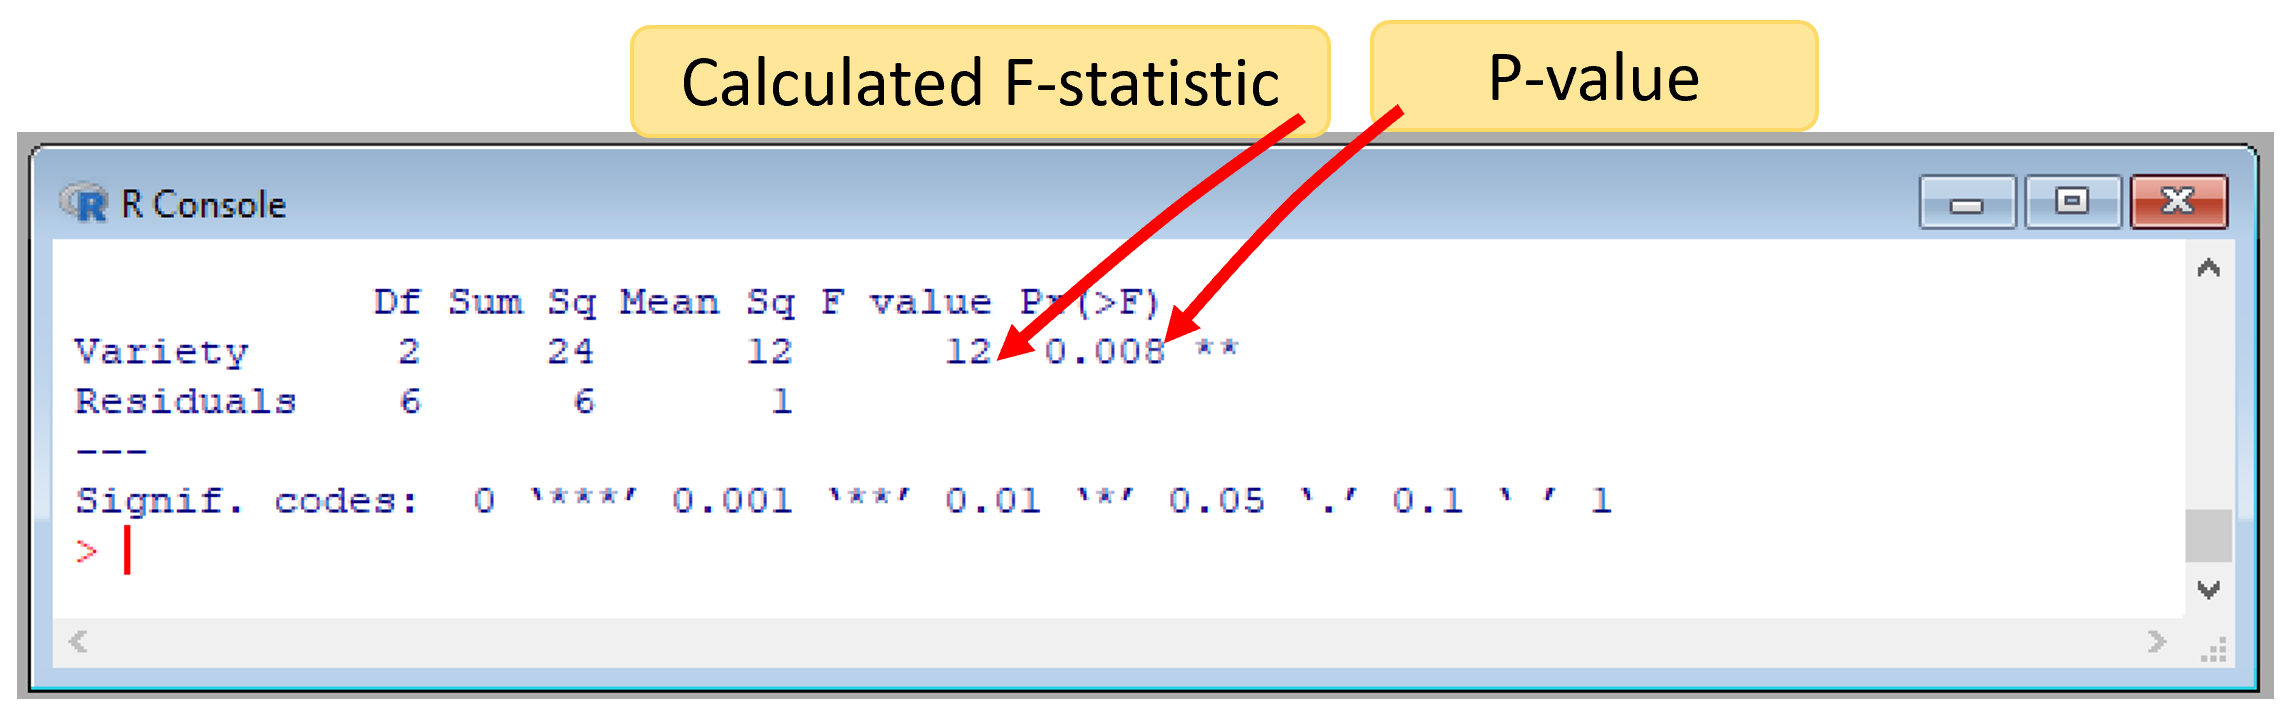 Calculated F-statistic
P-value
R Console
Df Sum Sq Mean Sq F value Pr(>F)
Variety 2 24 12 12 0.008 **
Residuals 6 6 1
---
Signif. codes: 0 ‘***’ 0.001 ‘**’ 0.01 ‘*’ 0.05 ‘.’ 0.1 ‘ ’ 1
>